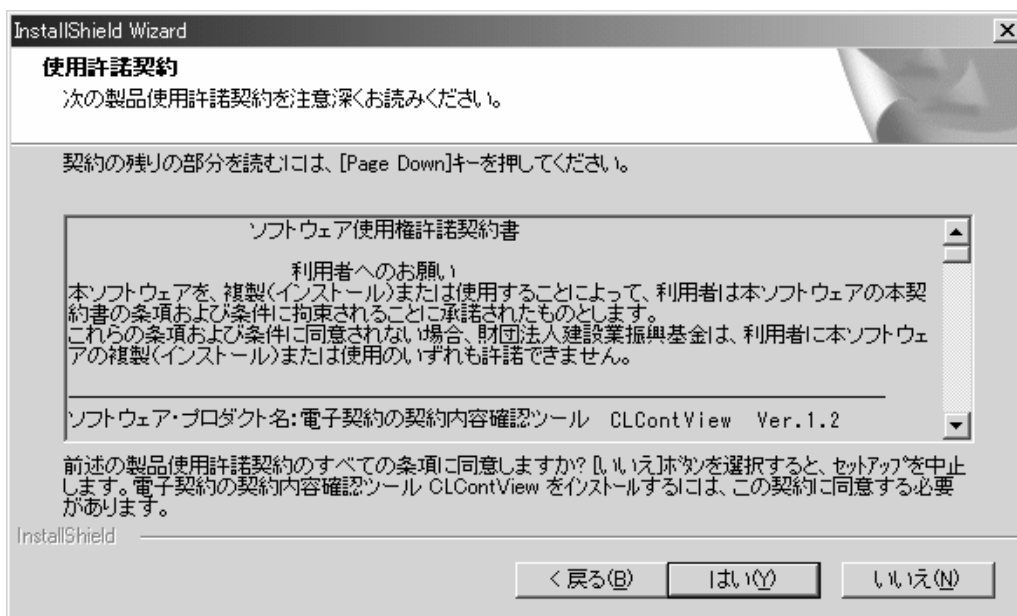 InstallShield Wizard
使用許諾契約
次の製品使用許諾契約を注意深くお読みください。
契約の残りの部分を読むには、[Page Down]キーを押してください。
ソフトウェア使用権許諾契約書
利用者へのお願い
本ソフトウェアを、複製(インストール)または使用することによって、利用者は本ソフトウェアの本契
約書の条項および条件に拘束されることに承諾されたものとします。
これらの条項および条件に同意されない場合、財団法人建設業振興基金は、利用者に本ソフトウェ
アの複製(インストール)または使用のいずれも許諾できません。
ソフトウェア・プロダクト名:電子契約の契約内容確認ツール CLContView Ver.1.2
前述の製品使用許諾契約のすべての条項に同意しますか? [いいえ]ボタンを選択すると、セットアップを中止
します。電子契約の契約内容確認ツール CLContView をインストールするには、この契約に同意する必要
があります。
InstallShield
< 戻る(B) はい(Y) いいえ(N)